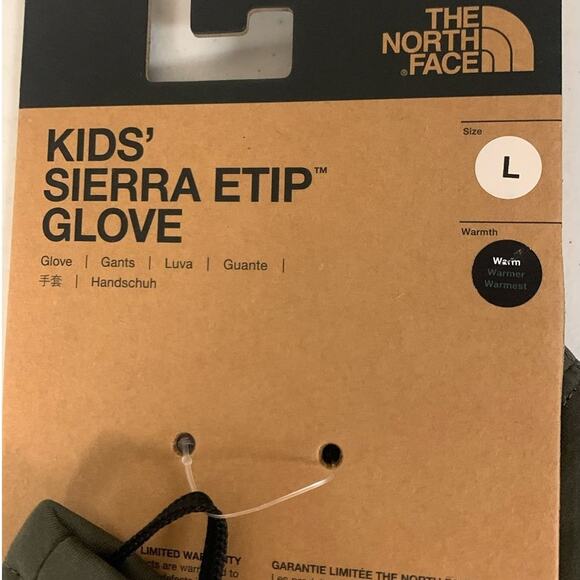 THE
NORTH
FACE
KIDS'
SIERRA ETIP™
GLOVE
Size
L
Warmth
Warm
Warmer
Warmest
Glove | Gants | Luva | Guante |
手套 | Handschuh
LIMITED WARRANTY
GARANTIE LIMITÉE THE NORTH